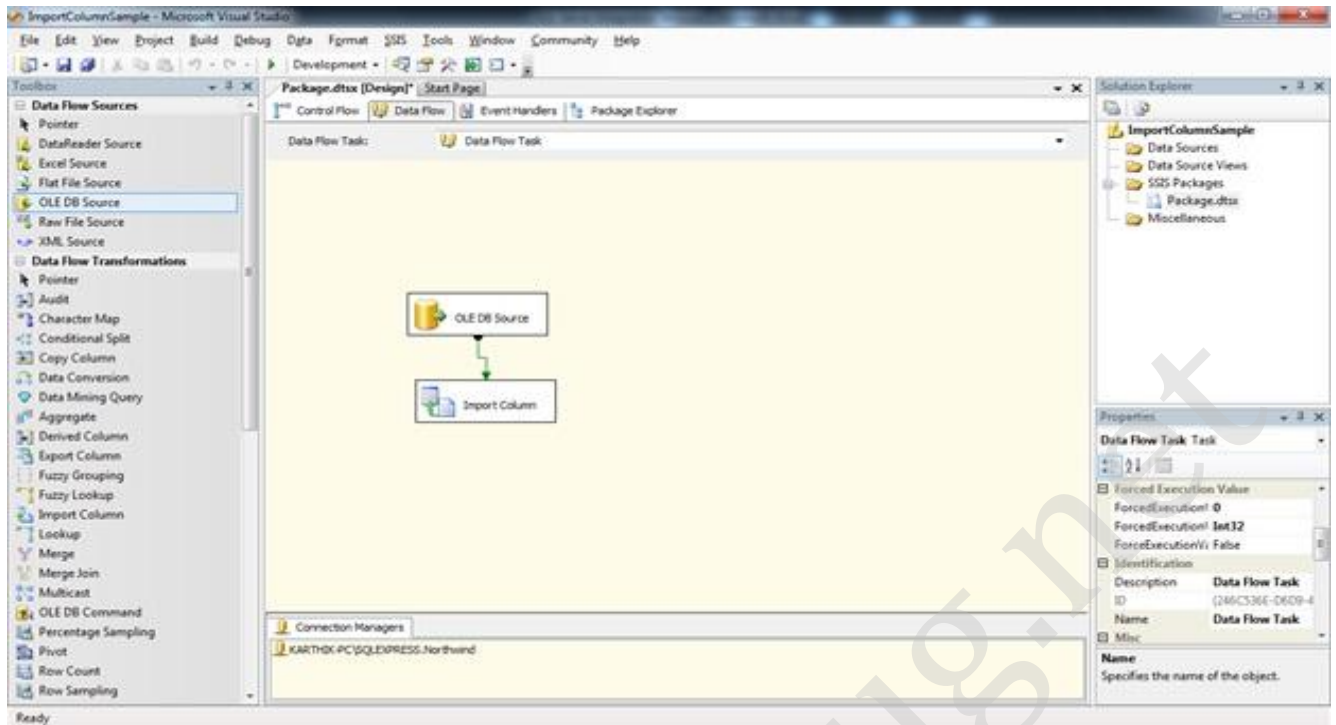 ImportColumnSample - Microsoft Visual Studio
File Edit View Project Build Debug Data Format SSIS Tools Window Community Help
Development
Toolbox
Data Flow Sources
Pointer
DataReader Source
Excel Source
Flat File Source
OLE DB Source
Raw File Source
XML Source
Data Flow Transformations
Pointer
Audit
Character Map
Conditional Split
Copy Column
Data Conversion
Data Mining Query
Aggregate
Derived Column
Export Column
Fuzzy Grouping
Fuzzy Lookup
Import Column
Lookup
Merge
Merge Join
Multicast
OLE DB Command
Percentage Sampling
Pivot
Row Count
Row Sampling
Package.dtsx [Design]* Start Page
Control Flow Data Flow Event Handlers Package Explorer
Data Flow Task: Data Flow Task
OLE DB Source
Import Column
Connection Managers
KARTHIK-PC\SQLEXPRESS.Northwind
Solution Explorer
ImportColumnSample
Data Sources
Data Source Views
SSIS Packages
Package.dtsx
Miscellaneous
Properties
Data Flow Task Task
Forced Execution Value
ForcedExecution 0
ForcedExecution Int32
ForceExecutionV False
Identification
Description Data Flow Task
ID {246C536E-D6D9-4
Name Data Flow Task
Misc
Name
Specifies the name of the object.
Ready